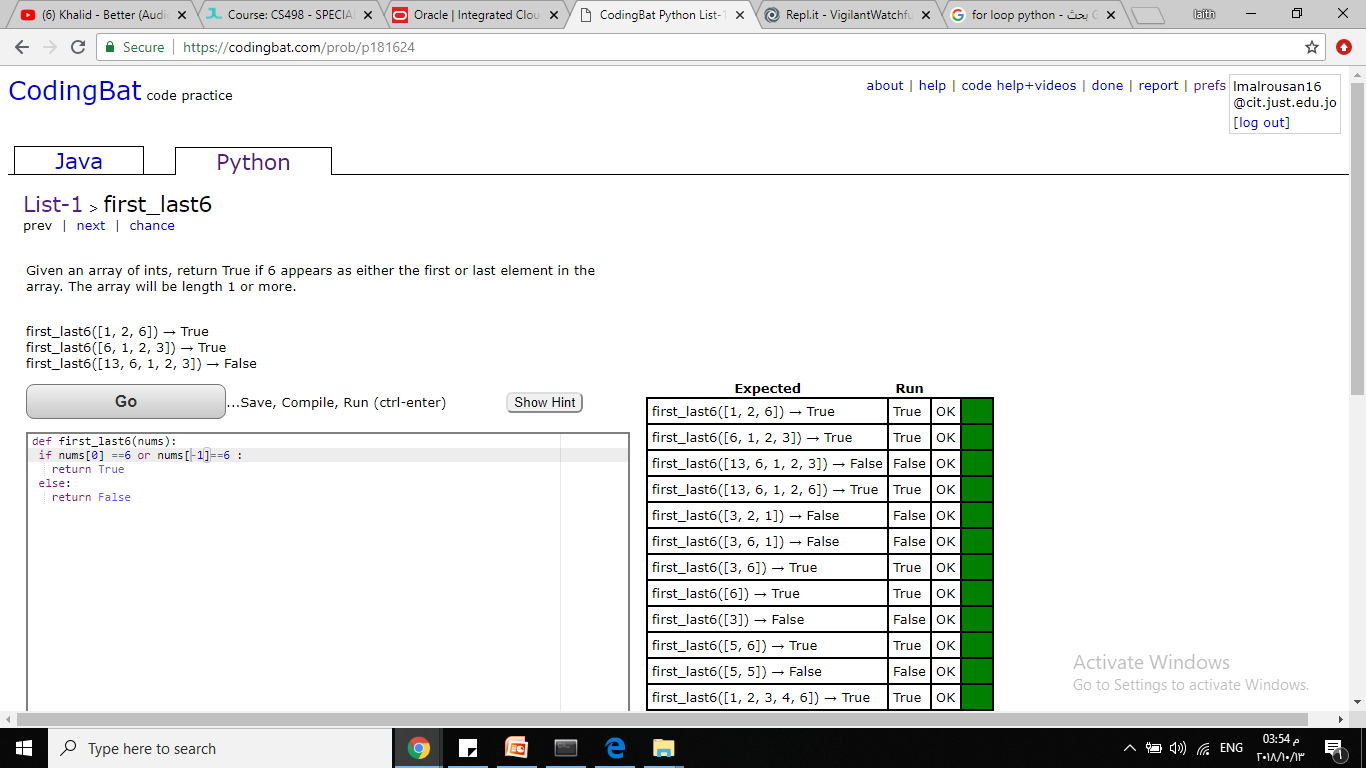 (6) Khalid - Better (Audi
Course: CS498 - SPECIA
Oracle | Integrated Clou
CodingBat Python List-1
Repl.it - VigilantWatchfu
for loop python - بحث G
laith
Secure
https://codingbat.com/prob/p181624
CodingBat code practice
about | help | code help+videos | done | report | prefs
lmalrousan16
@cit.just.edu.jo
[log out]
Java
Python
List-1 > first_last6
prev | next | chance
Given an array of ints, return True if 6 appears as either the first or last element in the
array. The array will be length 1 or more.
first_last6([1, 2, 6]) → True
first_last6([6, 1, 2, 3]) → True
first_last6([13, 6, 1, 2, 3]) → False
Go
...Save, Compile, Run (ctrl-enter)
Show Hint
def first_last6(nums):
if nums[0] ==6 or nums[-1]==6 :
return True
else:
return False
Expected Run
first_last6([1, 2, 6]) → True True OK
first_last6([6, 1, 2, 3]) → True True OK
first_last6([13, 6, 1, 2, 3]) → False False OK
first_last6([13, 6, 1, 2, 6]) → True True OK
first_last6([3, 2, 1]) → False False OK
first_last6([3, 6, 1]) → False False OK
first_last6([3, 6]) → True True OK
first_last6([6]) → True True OK
first_last6([3]) → False False OK
first_last6([5, 6]) → True True OK
first_last6([5, 5]) → False False OK
first_last6([1, 2, 3, 4, 6]) → True True OK
Activate Windows
Go to Settings to activate Windows.
Type here to search
ENG
03:54 م
٢٠١٨/١٠/١٣
1